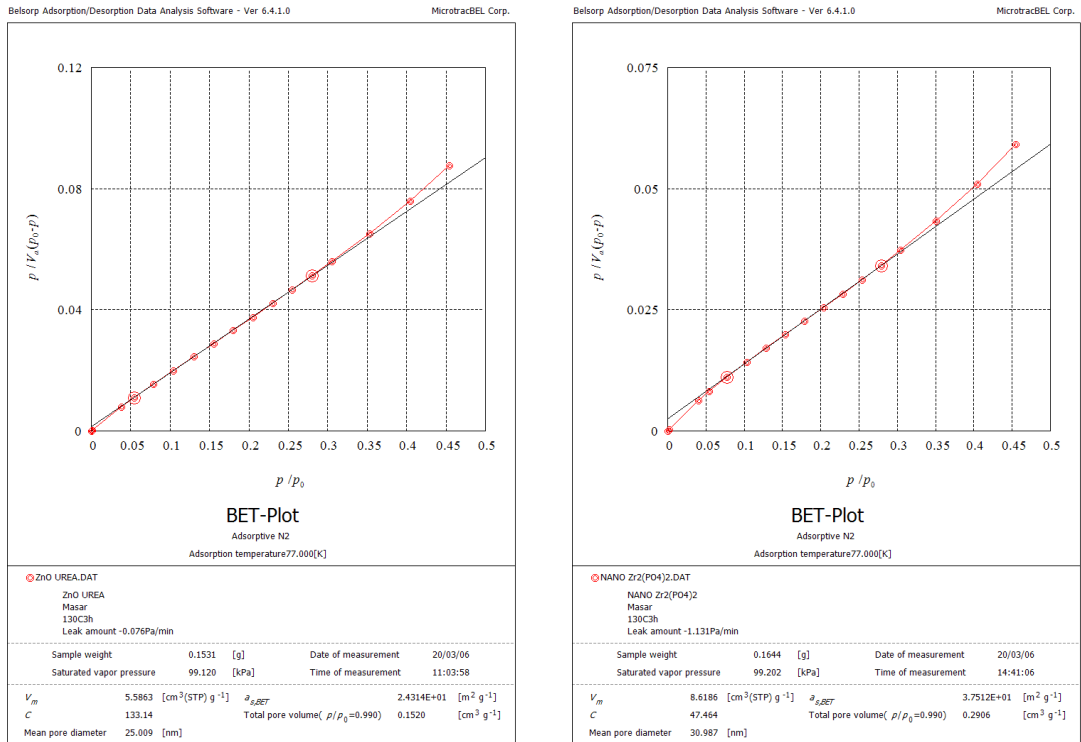 Belsorp Adsorption/Desorption Data Analysis Software - Ver 6.4.1.0 MicrotracBEL Corp.
0.12
0.08
0.04
0
p / Va(p0-p)
0 0.05 0.1 0.15 0.2 0.25 0.3 0.35 0.4 0.45 0.5
p /p0
BET-Plot
Adsorptive N2
Adsorption temperature77.000[K]
ZnO UREA.DAT
ZnO UREA
Masar
130C3h
Leak amount -0.076Pa/min
Sample weight 0.1531 [g] Date of measurement 20/03/06
Saturated vapor pressure 99.120 [kPa] Time of measurement 11:03:58
Vm 5.5863 [cm3(STP) g-1] as,BET 2.4314E+01 [m2 g-1]
C 133.14 Total pore volume( p/p0=0.990) 0.1520 [cm3 g-1]
Mean pore diameter 25.009 [nm]
Belsorp Adsorption/Desorption Data Analysis Software - Ver 6.4.1.0 MicrotracBEL Corp.
0.075
0.05
0.025
0
p / Va(p0-p)
0 0.05 0.1 0.15 0.2 0.25 0.3 0.35 0.4 0.45 0.5
p /p0
BET-Plot
Adsorptive N2
Adsorption temperature77.000[K]
NANO Zr2(PO4)2.DAT
NANO Zr2(PO4)2
Masar
130C3h
Leak amount -1.131Pa/min
Sample weight 0.1644 [g] Date of measurement 20/03/06
Saturated vapor pressure 99.202 [kPa] Time of measurement 14:41:06
Vm 8.6186 [cm3(STP) g-1] as,BET 3.7512E+01 [m2 g-1]
C 47.464 Total pore volume( p/p0=0.990) 0.2906 [cm3 g-1]
Mean pore diameter 30.987 [nm]